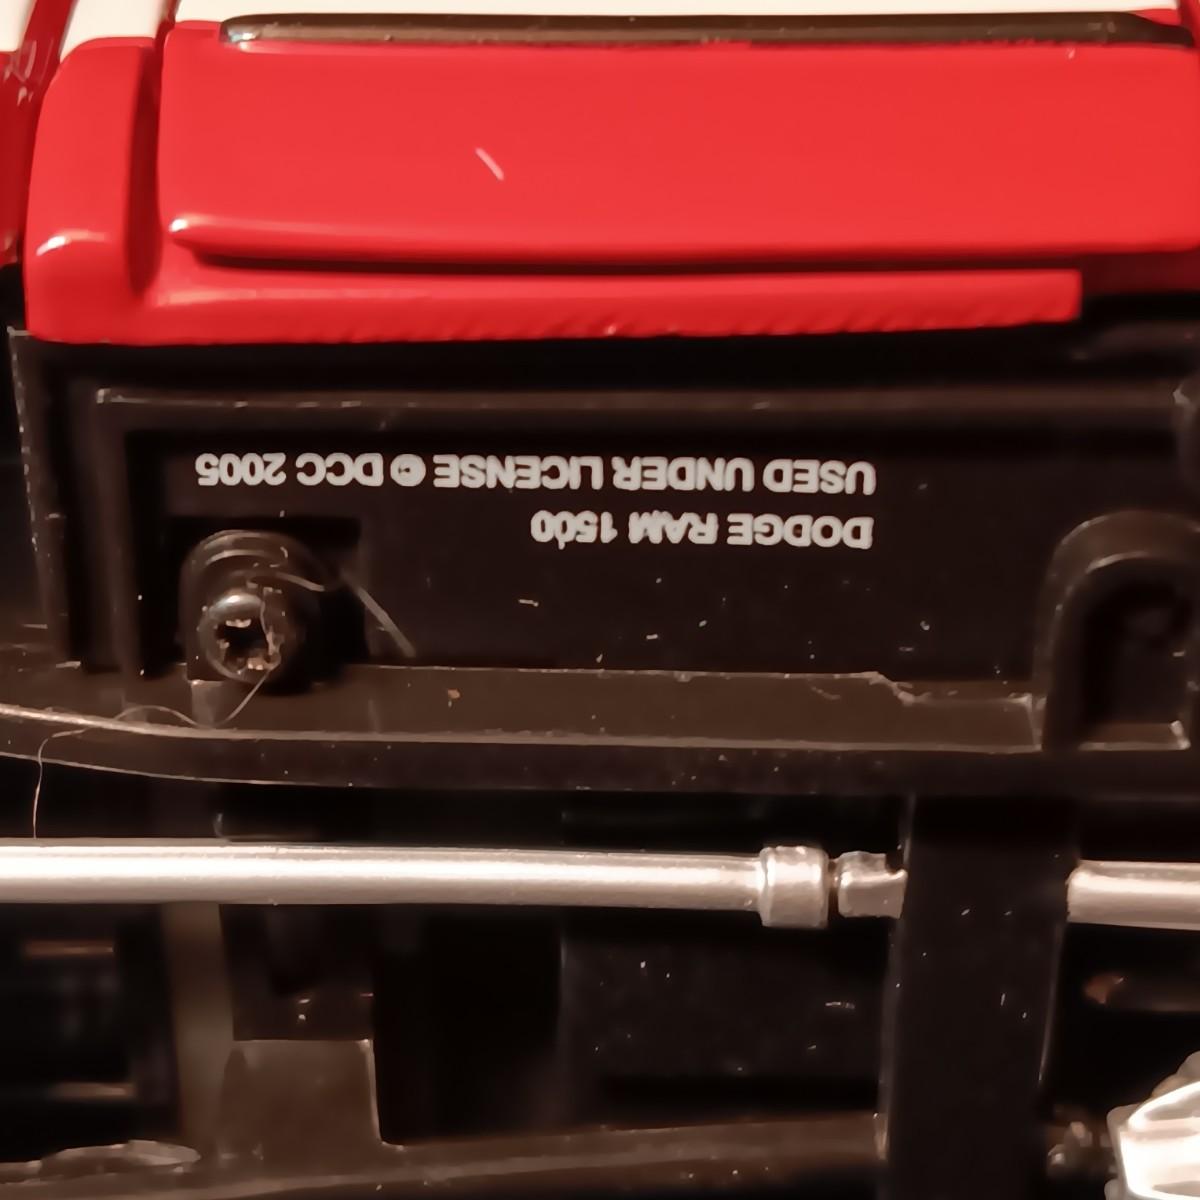 DODGE RAM 1500
USED UNDER LICENSE © DCC 2005